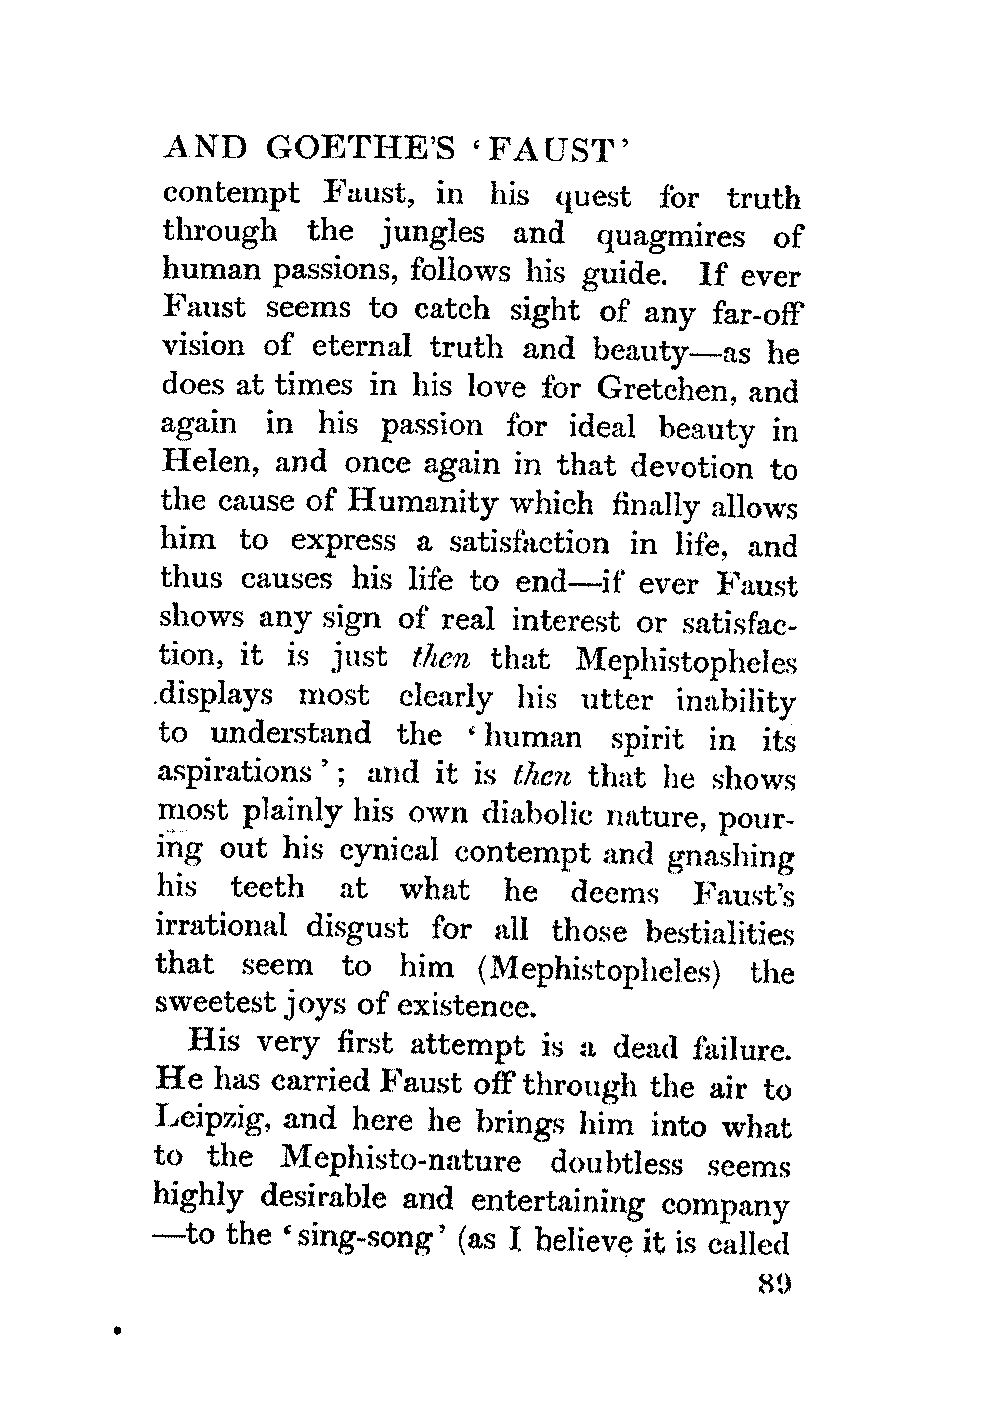 AND GOETHE'S ‘FAUST’
contempt Faust, in his quest for truth
through the jungles and quagmires of
human passions, follows his guide. If ever
Faust seems to catch sight of any far-off
vision of eternal truth and beauty—as he
does at times in his love for Gretchen, and
again in his passion for ideal beauty in
Helen, and once again in that devotion to
the cause of Humanity which finally allows
him to express a satisfaction in life, and
thus causes his life to end—if ever Faust
shows any sign of real interest or satisfac-
tion, it is just then that Mephistopheles
displays most clearly his utter inability
to understand the ‘human spirit in its
aspirations’; and it is then that he shows
most plainly his own diabolic nature, pour-
ing out his cynical contempt and gnashing
his teeth at what he deems Faust's
irrational disgust for all those bestialities
that seem to him (Mephistopheles) the
sweetest joys of existence.
His very first attempt is a dead failure.
He has carried Faust off through the air to
Leipzig, and here he brings him into what
to the Mephisto-nature doubtless seems
highly desirable and entertaining company
—to the ‘sing-song’ (as I believe it is called
89